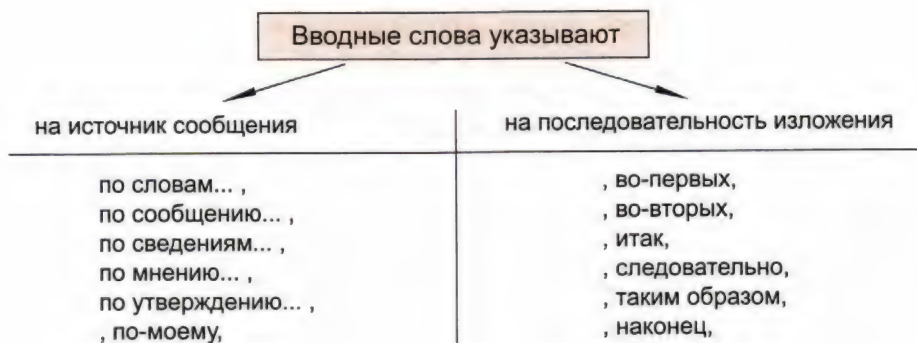 Вводные слова указывают
на источник сообщения
на последовательность изложения
по словам... ,
по сообщению... ,
по сведениям... ,
по мнению... ,
по утверждению... ,
, по-моему,
, во-первых,
, во-вторых,
, итак,
, следовательно,
, таким образом,
, наконец,